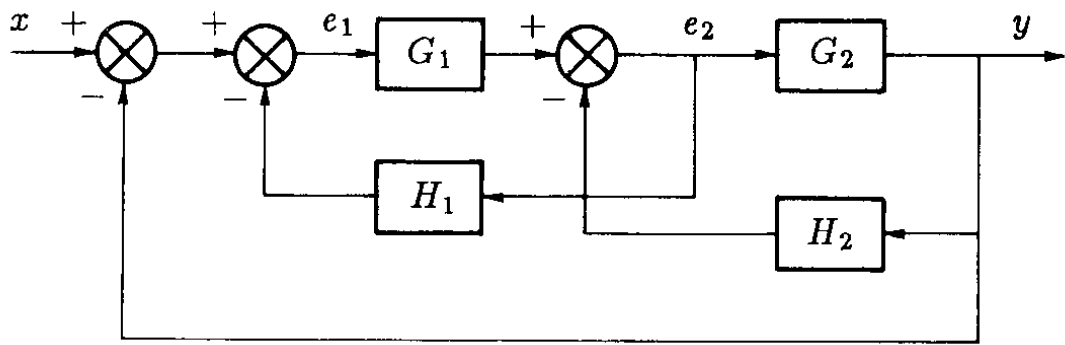 x + + e₁ G₁ + e₂ G₂ y
− − −
H₁
H₂